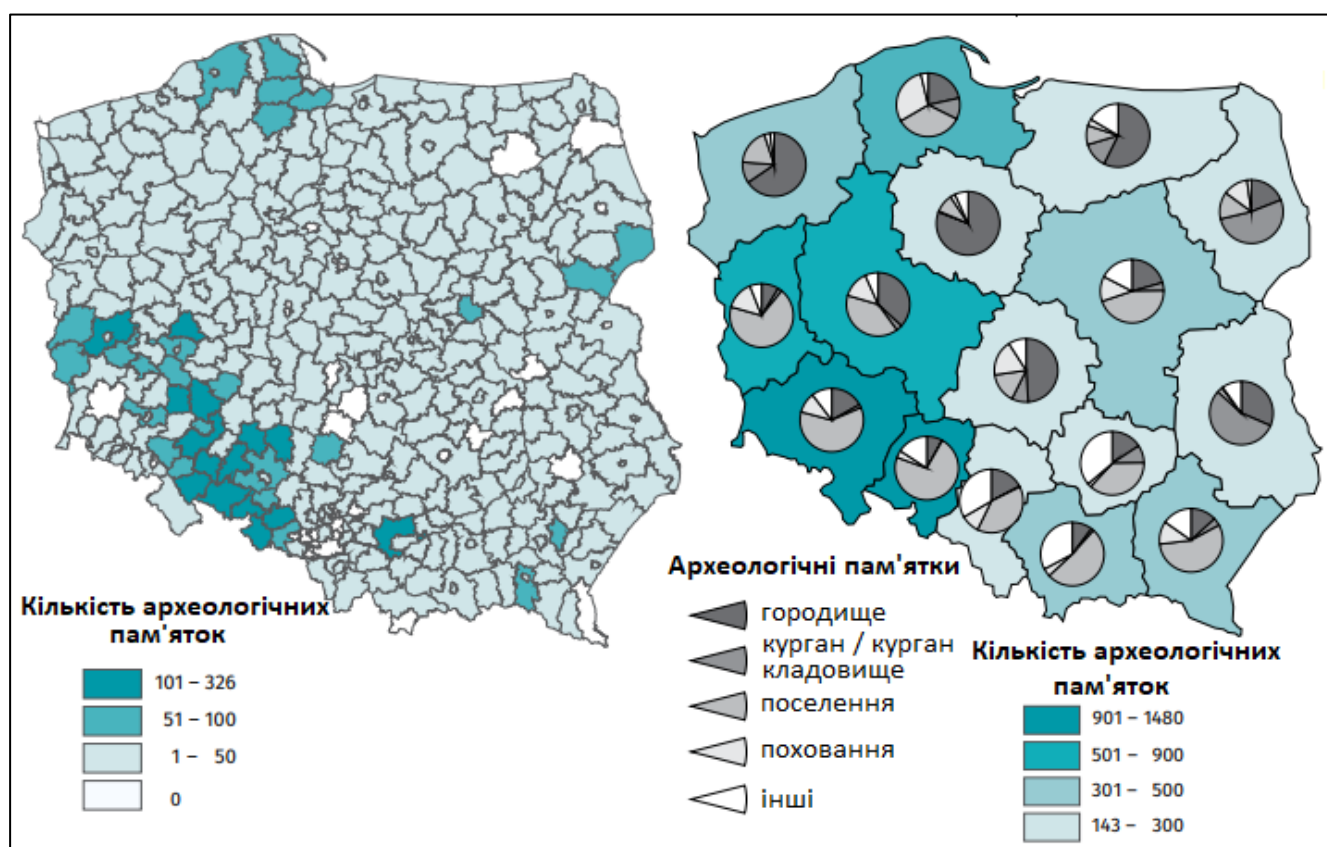 Кількість археологічних
пам'яток
101 – 326
51 – 100
1 – 50
0
Археологічні пам'ятки
городище
курган / курган
кладовище
поселення
поховання
інші
Кількість археологічних
пам'яток
901 – 1480
501 – 900
301 – 500
143 – 300